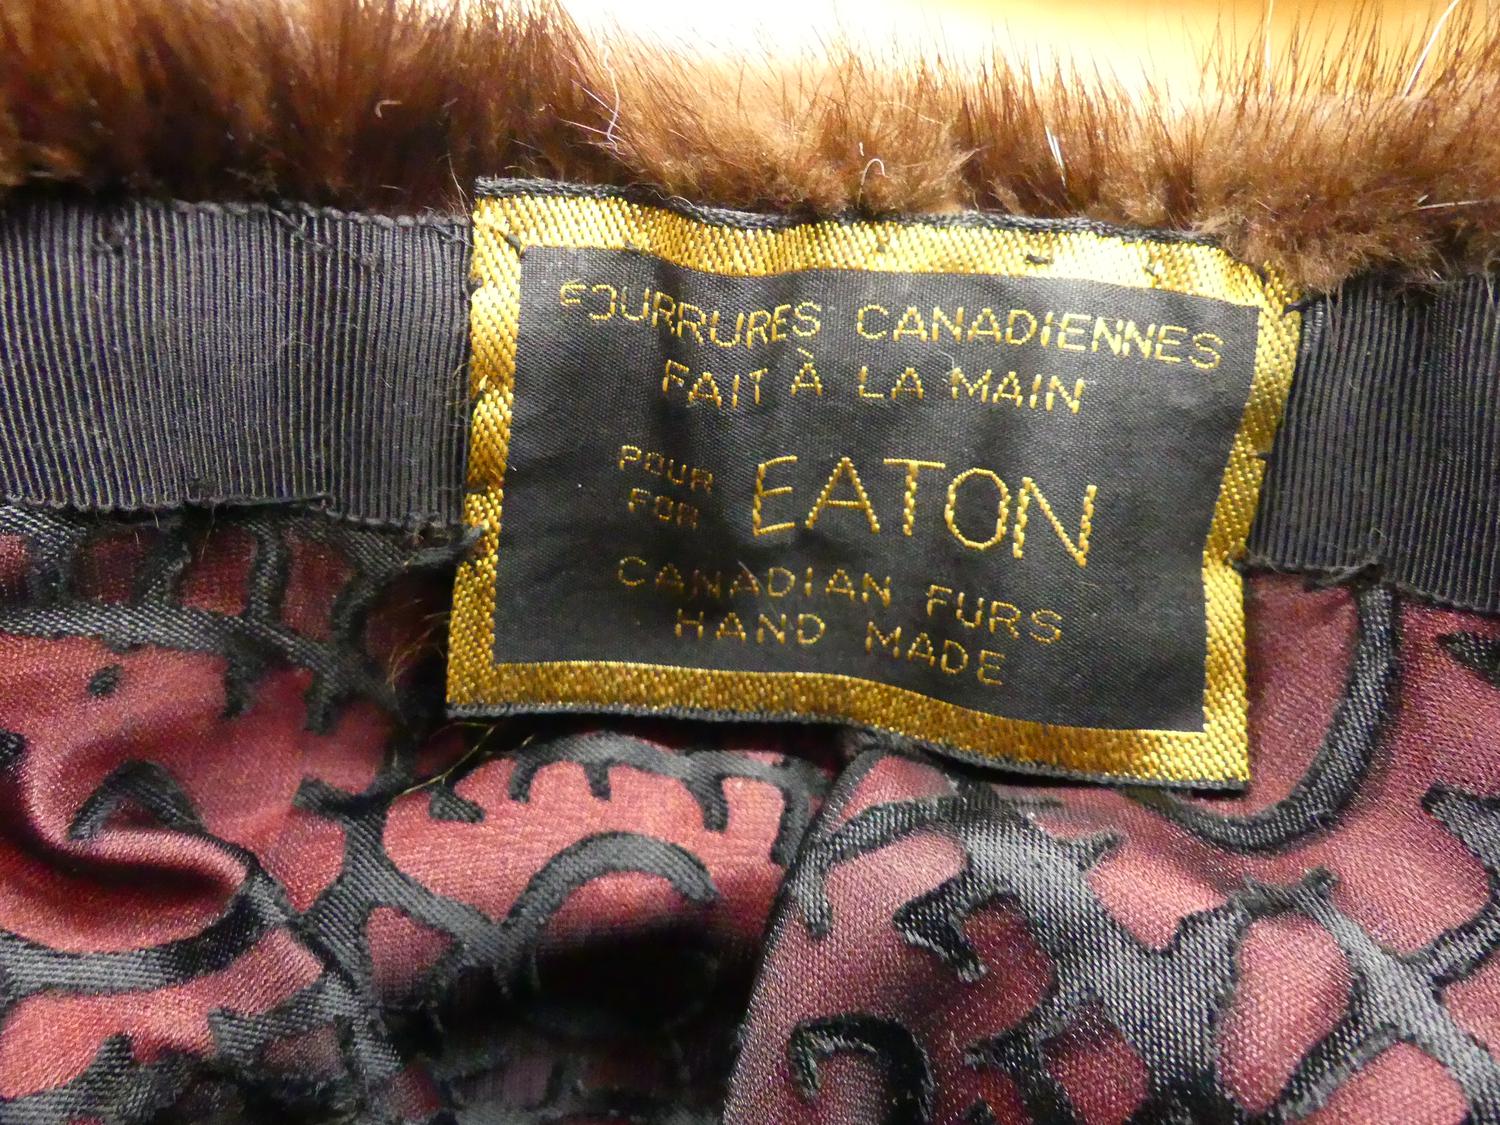 FOURRURES CANADIENNES
FAIT À LA MAIN
POUR
FOR EATON
CANADIAN FURS
HAND MADE